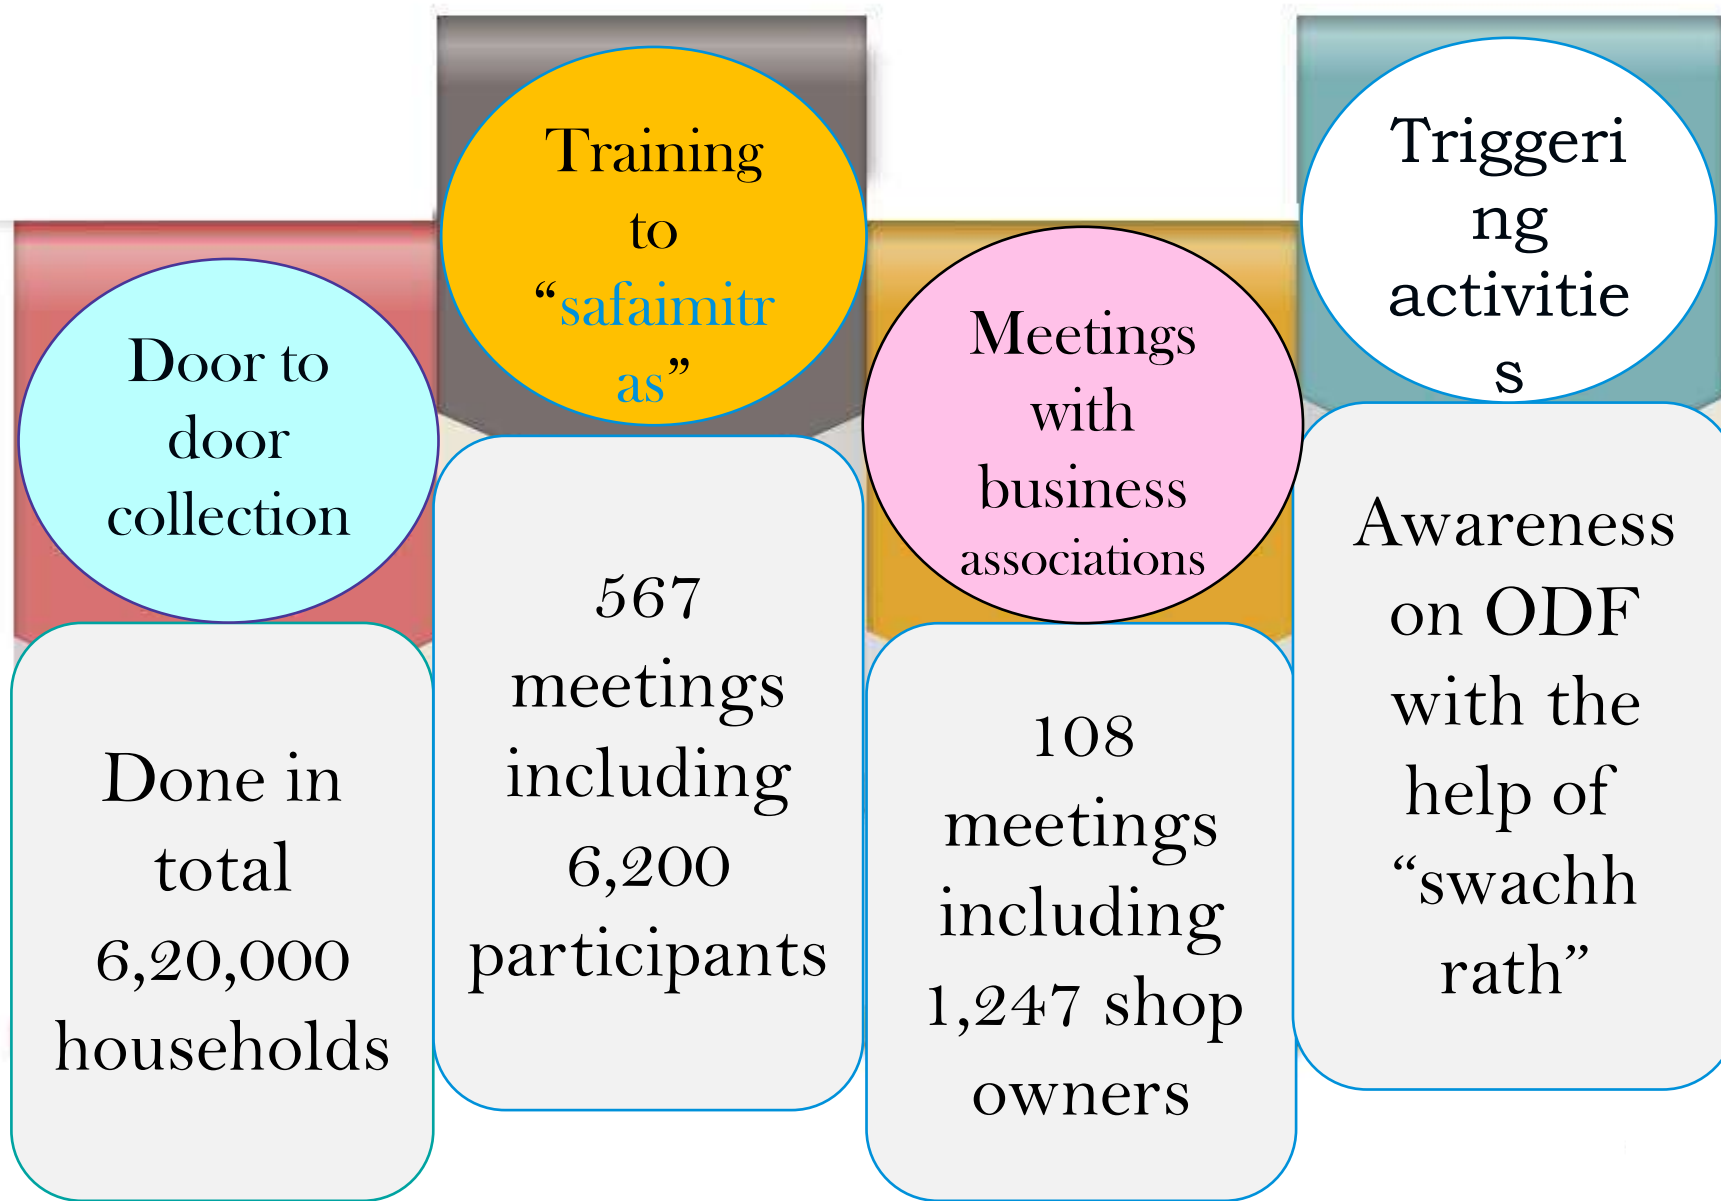 Door to
door
collection
Done in
total
6,20,000
households
Training
to
“safaimitr
as”
567
meetings
including
6,200
participants
Meetings
with
business
associations
108
meetings
including
1,247 shop
owners
Triggeri
ng
activitie
s
Awareness
on ODF
with the
help of
“swachh
rath”